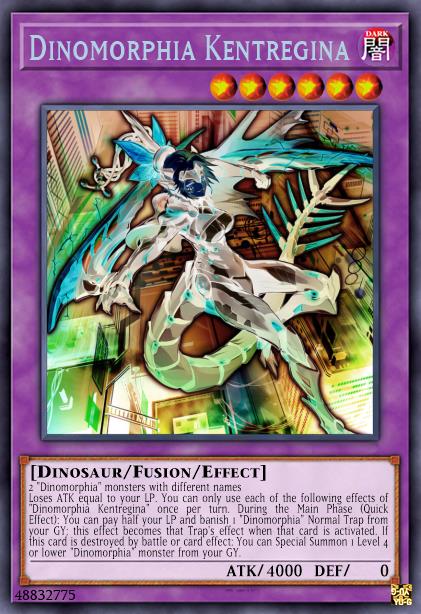 DINOMORPHIA KENTREGINA
DARK
闇
[DINOSAUR/FUSION/EFFECT]
2 "Dinomorphia" monsters with different names
Loses ATK equal to your LP. You can only use each of the following effects of
"Dinomorphia Kentregina" once per turn. During the Main Phase (Quick
Effect): You can pay half your LP and banish 1 "Dinomorphia" Normal Trap from
your GY; this effect becomes that Trap's effect when that card is activated. If
this card is destroyed by battle or card effect: You can Special Summon 1 Level 4
or lower "Dinomorphia" monster from your GY.
ATK/4000 DEF/ 0
48832775